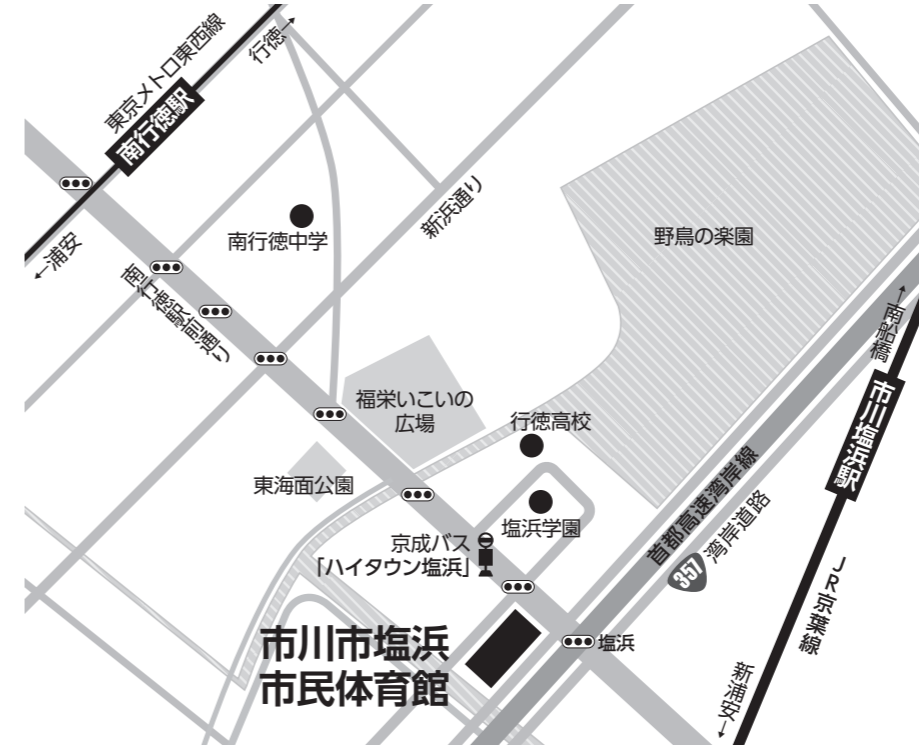 東京メトロ東西線
行徳→
南行徳駅
←浦安
南行徳中学
新浜通り
野鳥の楽園
南行徳駅前通り
→南船橋
市川塩浜駅
福栄いこいの
広場
行徳高校
東海面公園
塩浜学園
首都高速湾岸線
357
湾岸道路
京成バス
「ハイタウン塩浜」
JR京葉線
市川市塩浜
市民体育館
塩浜
新浦安→